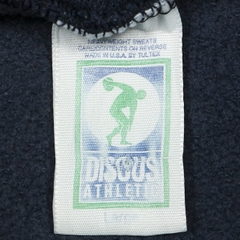 HEAVYWEIGHT SWEATS
CARE/CONTENTS ON REVERSE
MADE IN U.S.A. BY TULTEX
DISCUS
ATHLETIC